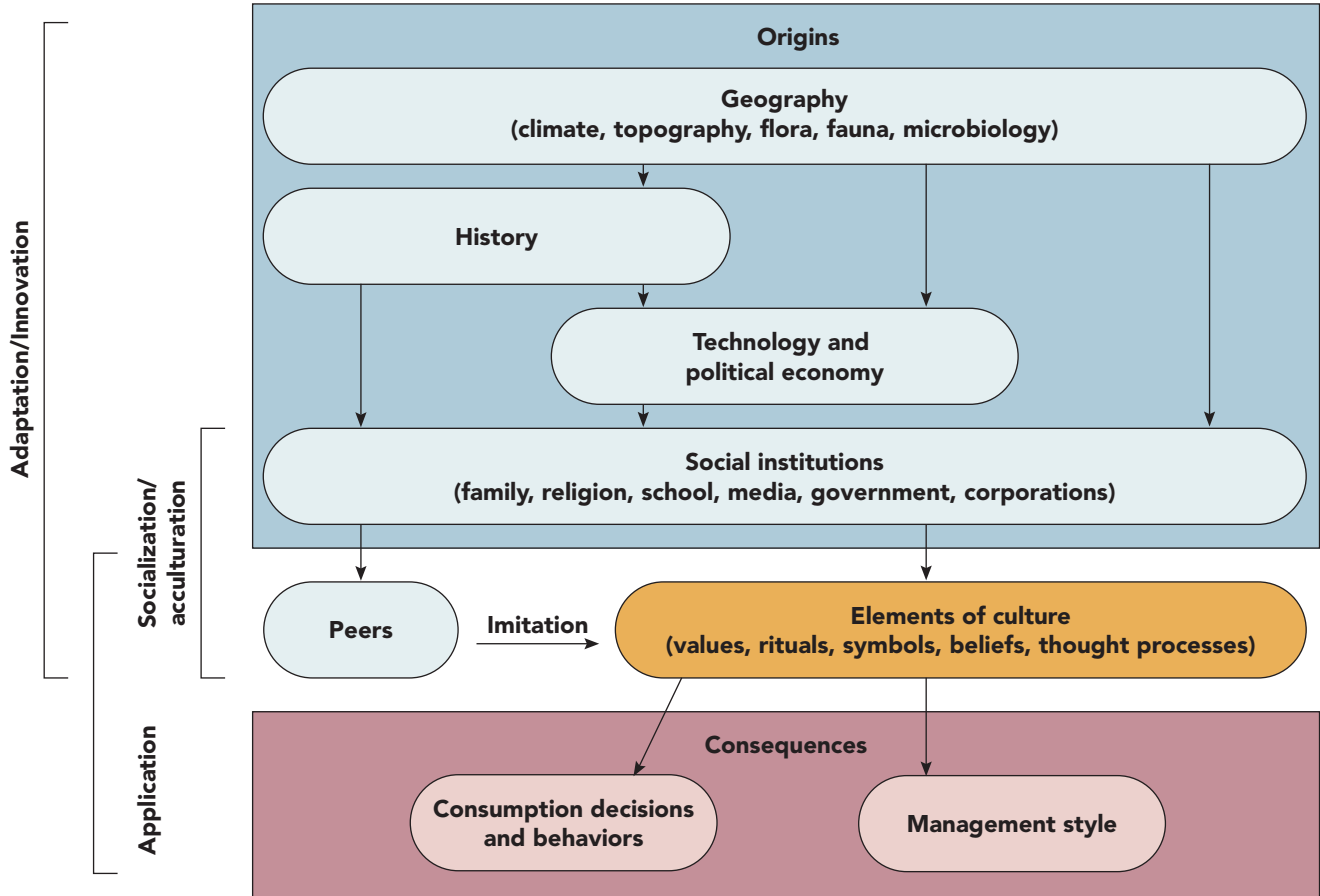 Origins
Geography
(climate, topography, flora, fauna, microbiology)
History
Technology and
political economy
Social institutions
(family, religion, school, media, government, corporations)
Peers
Imitation
Elements of culture
(values, rituals, symbols, beliefs, thought processes)
Consequences
Consumption decisions
and behaviors
Management style
Adaptation/Innovation
Socialization/
acculturation
Application